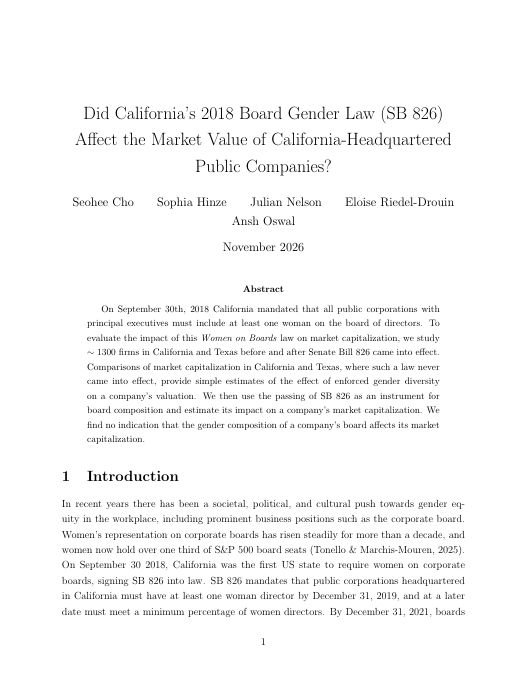 Did California's 2018 Board Gender Law (SB 826)
Affect the Market Value of California-Headquartered
Public Companies?
Seohee Cho Sophia Hinze Julian Nelson Eloise Riedel-Drouin
Ansh Oswal
November 2026
Abstract
On September 30th, 2018 California mandated that all public corporations with
principal executives must include at least one woman on the board of directors. To
evaluate the impact of this Women on Boards law on market capitalization, we study
∼ 1300 firms in California and Texas before and after Senate Bill 826 came into effect.
Comparisons of market capitalization in California and Texas, where such a law never
came into effect, provide simple estimates of the effect of enforced gender diversity
on a company's valuation. We then use the passing of SB 826 as an instrument for
board composition and estimate its impact on a company's market capitalization. We
find no indication that the gender composition of a company's board affects its market
capitalization.
1 Introduction
In recent years there has been a societal, political, and cultural push towards gender eq-
uity in the workplace, including prominent business positions such as the corporate board.
Women's representation on corporate boards has risen steadily for more than a decade, and
women now hold over one third of S&P 500 board seats (Tonello & Marchis-Mouren, 2025).
On September 30 2018, California was the first US state to require women on corporate
boards, signing SB 826 into law. SB 826 mandates that public corporations headquartered
in California must have at least one woman director by December 31, 2019, and at a later
date must meet a minimum percentage of women directors. By December 31, 2021, boards
1